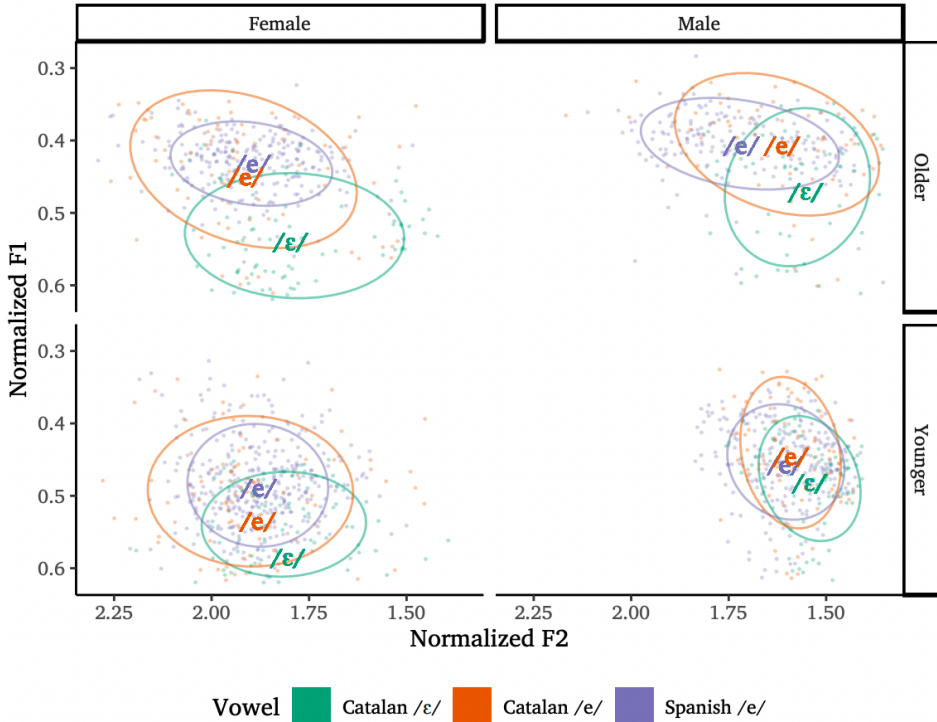 Female Male
0.3
0.4
0.5
0.6
/e/
/e/
/ɛ/
/e/ /e/
/ɛ/
Older
Normalized F1
0.3
0.4
0.5
0.6
/e/
/e/
/ɛ/
/e/
/e/
/ɛ/
Younger
2.25 2.00 1.75 1.50 2.25 2.00 1.75 1.50
Normalized F2
Vowel Catalan /ɛ/ Catalan /e/ Spanish /e/